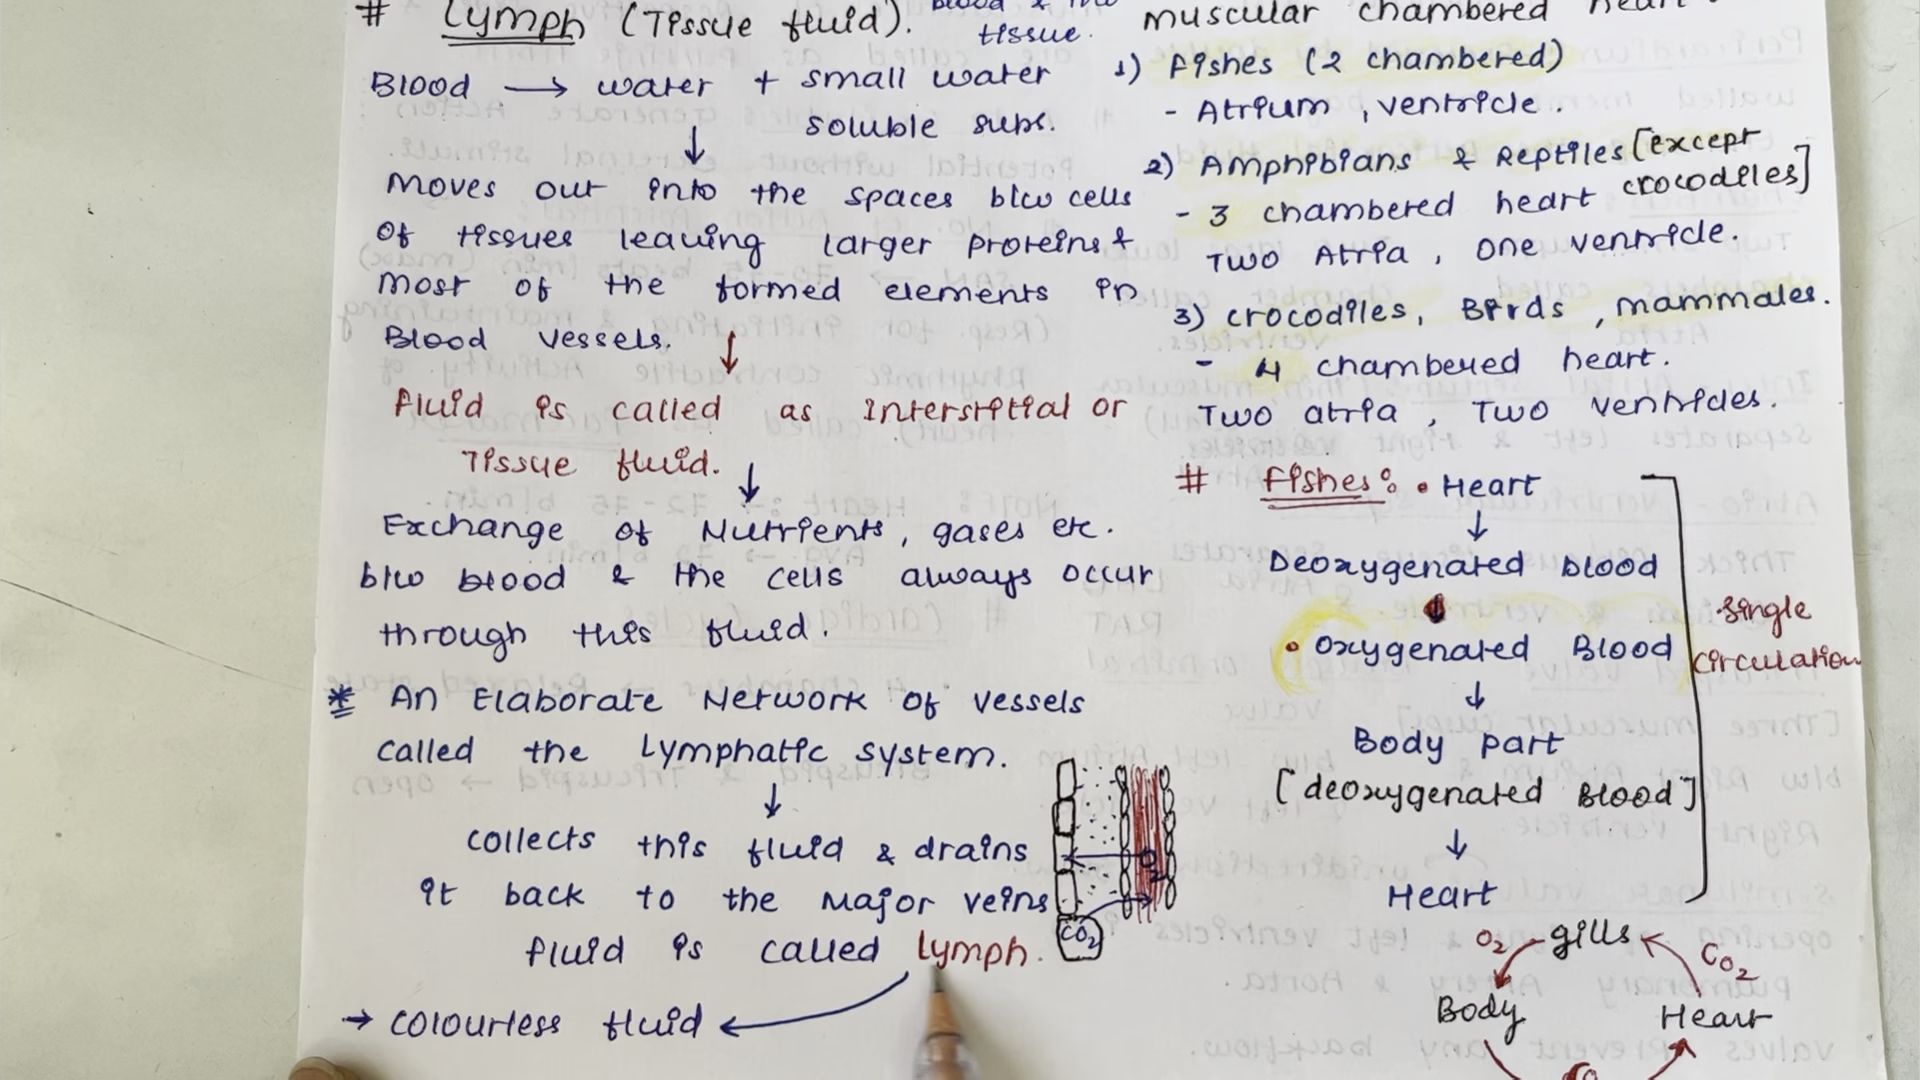 # Lymph (Tissue fluid).
tissue.
Blood → water + small water
soluble subs.
↓
Moves out into the spaces b/w cells
of tissues leaving larger proteins &
most of the formed elements in
Blood vessels. ↓
Fluid is called as Interstitial or
Tissue fluid. ↓
Exchange of Nutrients, gases etc.
b/w blood & the cells always occur
through this fluid.
* An Elaborate Network of vessels
called the Lymphatic system.
↓
collects this fluid & drains
it back to the major veins
fluid is called Lymph.
→ colourless fluid ←
O2
CO2
muscular chambered heart.
1) Fishes (2 chambered)
- Atrium, ventricle.
2) Amphibians & Reptiles [except
crocodiles]
- 3 chambered heart
Two Atria, One ventricle.
3) crocodiles, Birds, mammales.
- 4 chambered heart.
Two atria, Two ventricles.
# Fishes: • Heart
↓
Deoxygenated blood
↓
• Oxygenated Blood
↓
Body part
[deoxygenated Blood]
↓
Heart
single
circulation
O2 gills CO2
Body Heart